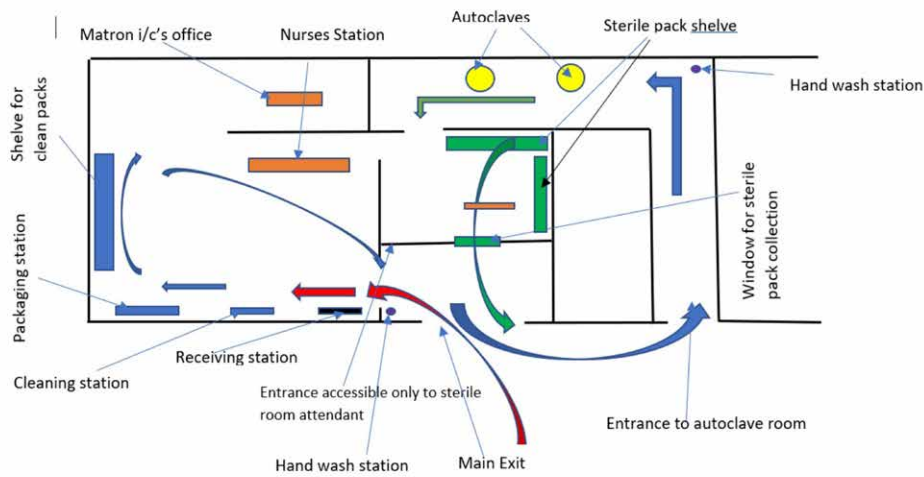 Autoclaves
Matron i/c's office
Nurses Station
Sterile pack shelve
Hand wash station
Shelve for
clean packs
Window for sterile
pack collection
Packaging station
Receiving station
Cleaning station
Entrance accessible only to sterile
room attendant
Entrance to autoclave room
Hand wash station
Main Exit